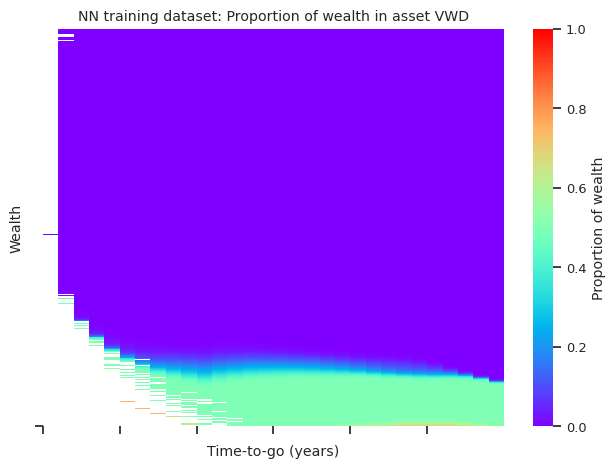 NN training dataset: Proportion of wealth in asset VWD
Wealth
Time-to-go (years)
1.0
0.8
0.6
0.4
0.2
0.0
Proportion of wealth